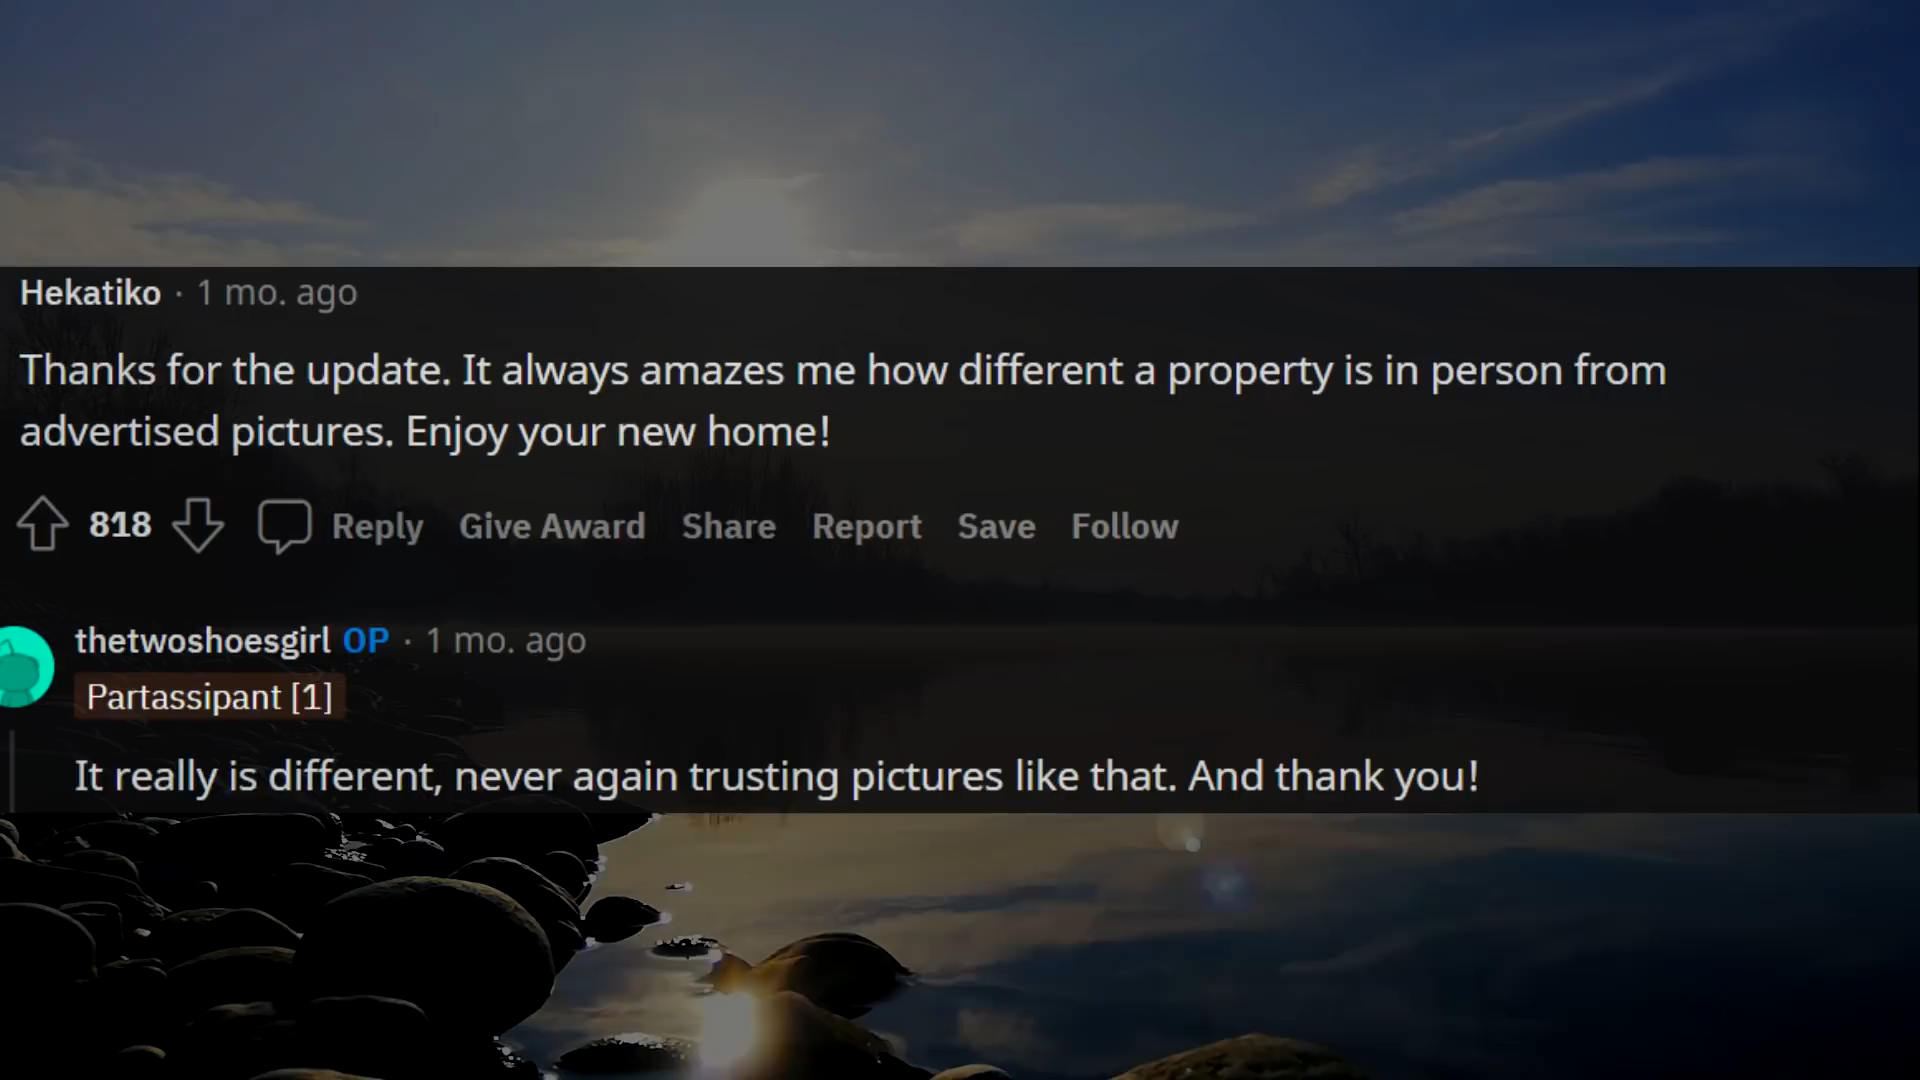 Hekatiko · 1 mo. ago
Thanks for the update. It always amazes me how different a property is in person from
advertised pictures. Enjoy your new home!
818 Reply Give Award Share Report Save Follow
thetwoshoesgirl OP · 1 mo. ago
Partassipant [1]
It really is different, never again trusting pictures like that. And thank you!